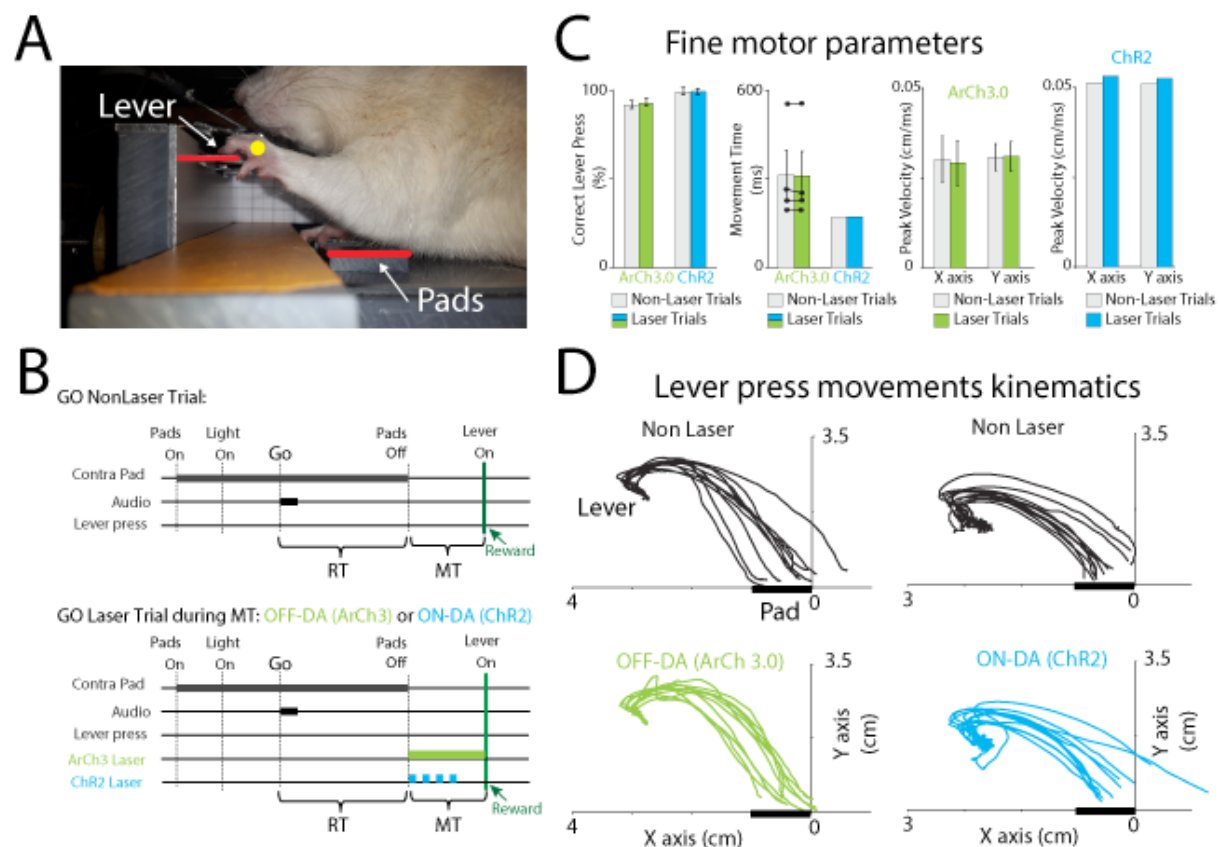 A
Lever
Pads
B
GO NonLaser Trial:
Pads Light Pads Lever
On On Go Off On
Contra Pad
Audio
Lever press
Reward
RT MT
GO Laser Trial during MT: OFF-DA (ArCh3) or ON-DA (ChR2)
Pads Light Pads Lever
On On Go Off On
Contra Pad
Audio
Lever press
ArCh3 Laser
ChR2 Laser
Reward
RT MT
C Fine motor parameters
100
0
Correct Lever Press
(%)
ArCh3.0 ChR2
Non-Laser Trials
Laser Trials
600
0
Movement Time
(ms)
ArCh3.0 ChR2
Non-Laser Trials
Laser Trials
ArCh3.0
0.05
0
Peak Velocity (cm/ms)
X axis Y axis
Non-Laser Trials
Laser Trials
ChR2
0.05
0
Peak Velocity (cm/ms)
X axis Y axis
Non-Laser Trials
Laser Trials
D Lever press movements kinematics
Non Laser
3.5
Lever
4 0
Pad
Non Laser
3.5
3 0
OFF-DA (ArCh 3.0)
3.5
Y axis
(cm)
4 0
X axis (cm)
ON-DA (ChR2)
3.5
Y axis
(cm)
3 0
X axis (cm)